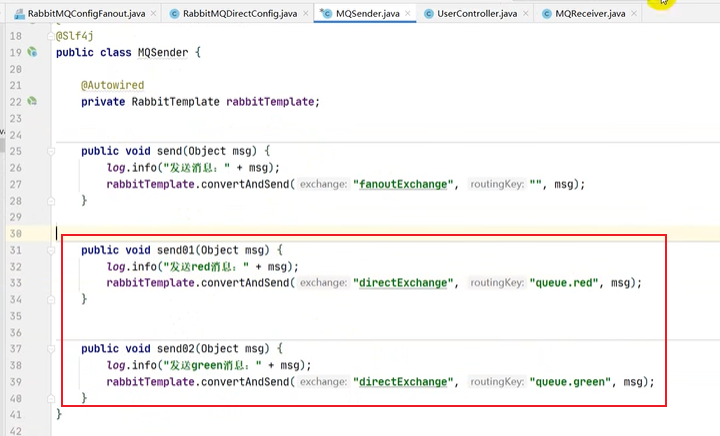 RabbitMQConfigFanout.java × RabbitMQDirectConfig.java × MQSender.java × UserController.java × MQReceiver.java ×
18 @Slf4j
19 public class MQSender {
20
21 @Autowired
22 private RabbitTemplate rabbitTemplate;
23
24
25 public void send(Object msg) {
26 log.info("发送消息：" + msg);
27 rabbitTemplate.convertAndSend( exchange: "fanoutExchange", routingKey: "", msg);
28 }
29
30
31 public void send01(Object msg) {
32 log.info("发送red消息：" + msg);
33 rabbitTemplate.convertAndSend( exchange: "directExchange", routingKey: "queue.red", msg);
34 }
35
36
37 public void send02(Object msg) {
38 log.info("发送green消息：" + msg);
39 rabbitTemplate.convertAndSend( exchange: "directExchange", routingKey: "queue.green", msg);
40 }
41 }
42